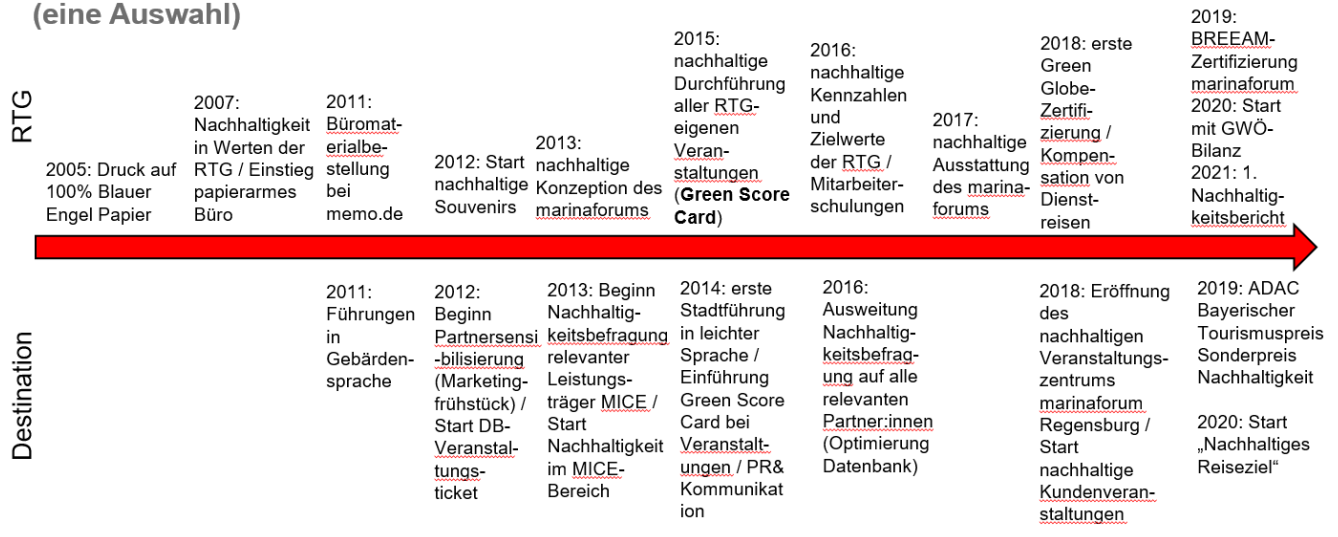 (eine Auswahl)
RTG
2005: Druck auf
100% Blauer
Engel Papier
2007:
Nachhaltigkeit
in Werten der
RTG / Einstieg
papierarmes
Büro
2011:
Büromat-
erialbe-
stellung
bei
memo.de
2012: Start
nachhaltige
Souvenirs
2013:
nachhaltige
Konzeption des
marinaforums
2015:
nachhaltige
Durchführung
aller RTG-
eigenen
Veran-
staltungen
(Green Score
Card)
2016:
nachhaltige
Kennzahlen
und
Zielwerte
der RTG /
Mitarbeiter-
schulungen
2017:
nachhaltige
Ausstattung
des marina-
forums
2018: erste
Green
Globe-
Zertifi-
zierung /
Kompen-
sation von
Dienst-
reisen
2019:
BREEAM-
Zertifizierung
marinaforum
2020: Start
mit GWÖ-
Bilanz
2021: 1.
Nachhaltig-
keitsbericht
Destination
2011:
Führungen
in
Gebärden-
sprache
2012:
Beginn
Partnersensi
-bilisierung
(Marketing-
frühstück) /
Start DB-
Veranstal-
tungs-
ticket
2013: Beginn
Nachhaltig-
keitsbefragung
relevanter
Leistungs-
träger MICE /
Start
Nachhaltigkeit
im MICE-
Bereich
2014: erste
Stadtführung
in leichter
Sprache /
Einführung
Green Score
Card bei
Veranstalt-
ungen / PR&
Kommunikat
ion
2016:
Ausweitung
Nachhaltig-
keitsbefrag-
ung auf alle
relevanten
Partner:innen
(Optimierung
Datenbank)
2018: Eröffnung
des
nachhaltigen
Veranstaltungs-
zentrums
marinaforum
Regensburg /
Start
nachhaltige
Kundenveran-
staltungen
2019: ADAC
Bayerischer
Tourismuspreis
Sonderpreis
Nachhaltigkeit
2020: Start
„Nachhaltiges
Reiseziel“